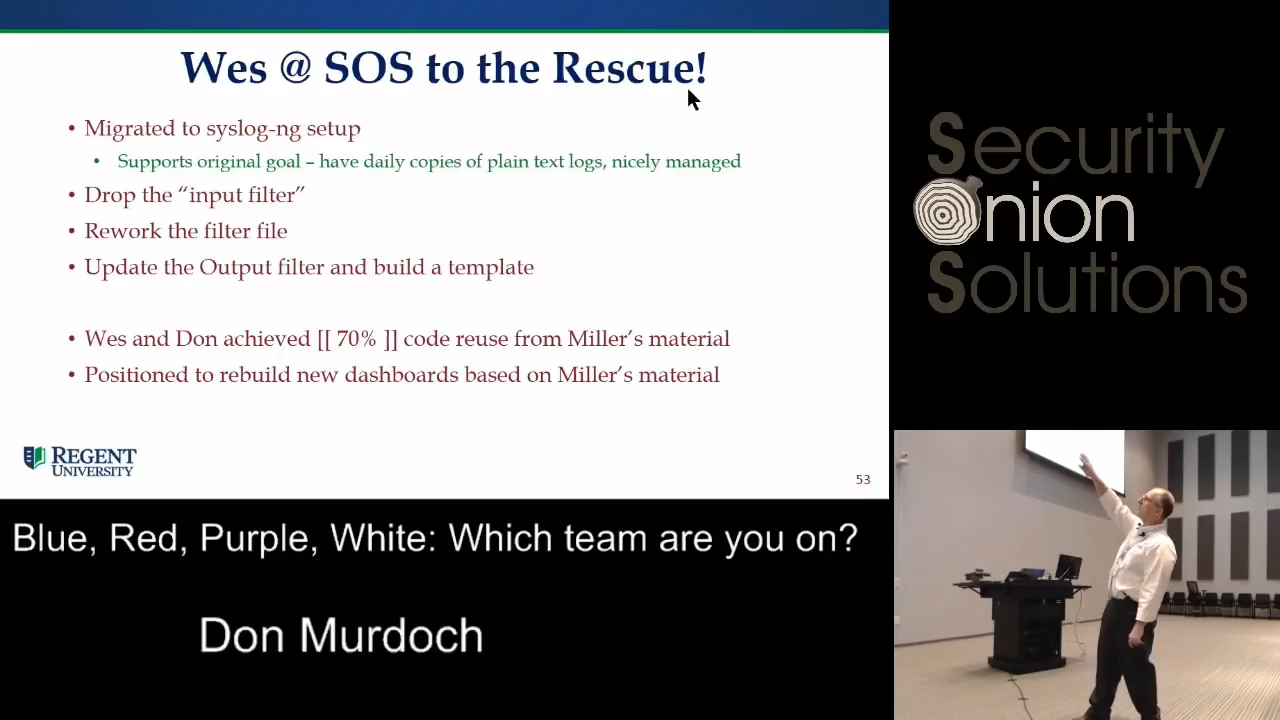 Wes @ SOS to the Rescue!
• Migrated to syslog-ng setup
• Supports original goal – have daily copies of plain text logs, nicely managed
• Drop the “input filter”
• Rework the filter file
• Update the Output filter and build a template
• Wes and Don achieved [[ 70% ]] code reuse from Miller’s material
• Positioned to rebuild new dashboards based on Miller’s material
REGENT
UNIVERSITY
53
Security
Onion
Solutions
Blue, Red, Purple, White: Which team are you on?
Don Murdoch